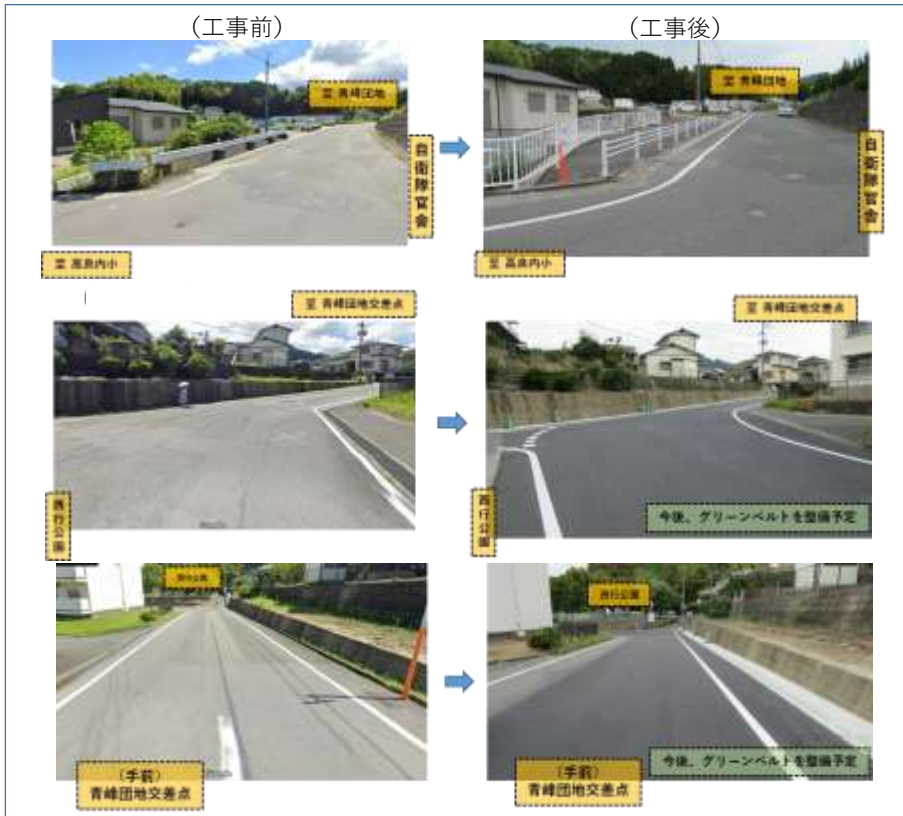 （工事前）
（工事後）
至 青峰団地
至 青峰団地
自衛隊官舎
自衛隊官舎
至 高良内小
至 高良内小
至 青峰団地交差点
至 青峰団地交差点
西行公園
西行公園
今後、グリーンベルトを整備予定
西行公園
西行公園
（手前）
青峰団地交差点
（手前）
青峰団地交差点
今後、グリーンベルトを整備予定